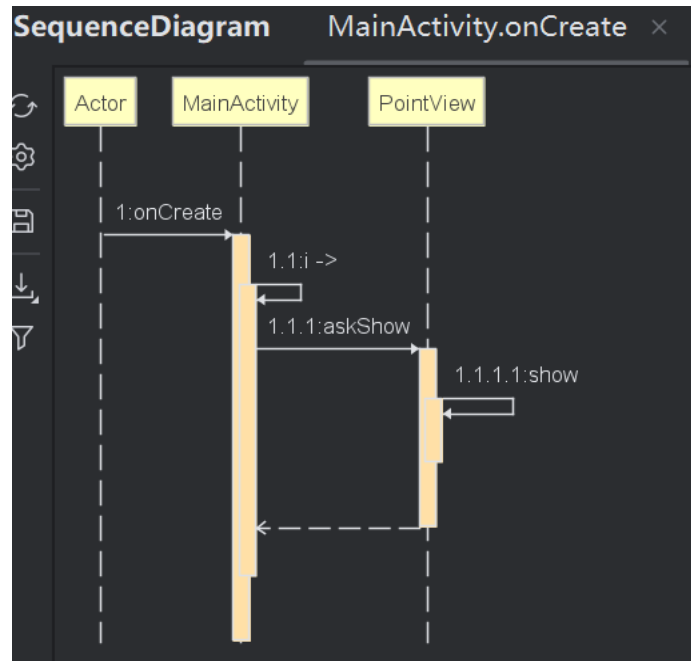 SequenceDiagram MainActivity.onCreate ×
Actor MainActivity PointView
1:onCreate
1.1:i ->
1.1.1:askShow
1.1.1.1:show